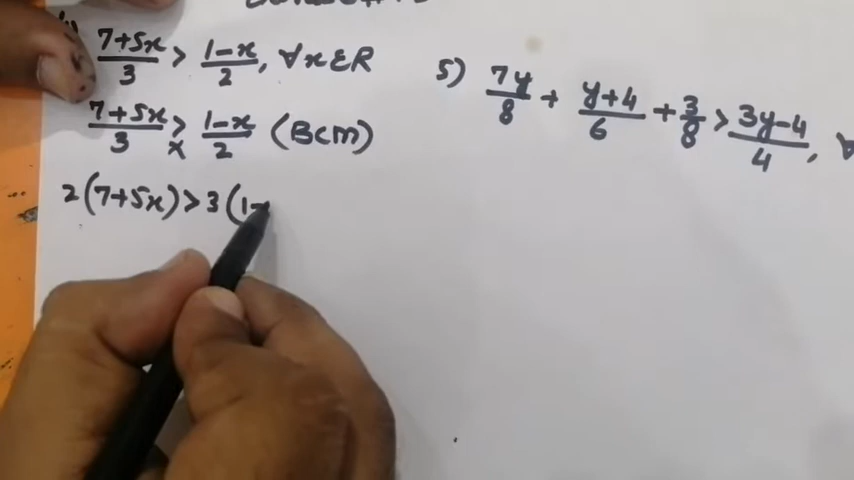 (7+5x)/3 > (1-x)/2, ∀x∈R
(7+5x)/3 > (1-x)/2 (BCM)
x
2(7+5x)>3(1-
5) 7y/8 + (y+4)/6 + 3/8 > (3y-4)/4, ∀